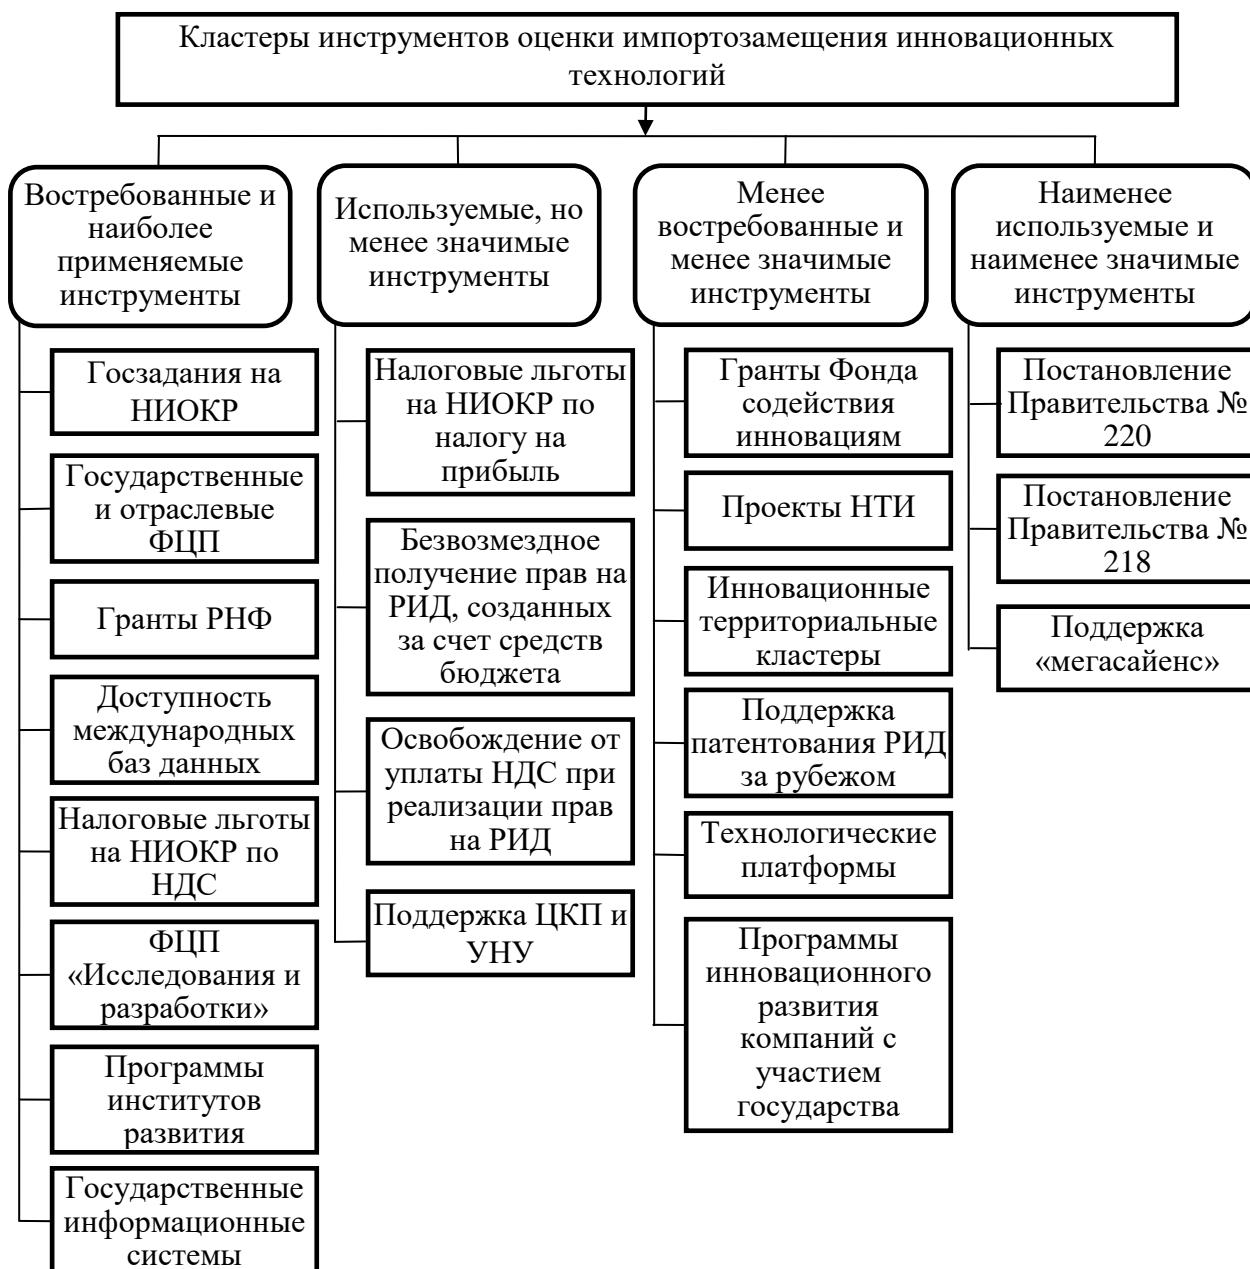 Кластеры инструментов оценки импортозамещения инновационных
технологий
Востребованные и
наиболее
применяемые
инструменты
Госзадания на
НИОКР
Государственные
и отраслевые
ФЦП
Гранты РНФ
Доступность
международных
баз данных
Налоговые льготы
на НИОКР по
НДС
ФЦП
«Исследования и
разработки»
Программы
институтов
развития
Государственные
информационные
системы
Используемые, но
менее значимые
инструменты
Налоговые льготы
на НИОКР по
налогу на
прибыль
Безвозмездное
получение прав на
РИД, созданных
за счет средств
бюджета
Освобождение от
уплаты НДС при
реализации прав
на РИД
Поддержка ЦКП и
УНУ
Менее
востребованные и
менее значимые
инструменты
Гранты Фонда
содействия
инновациям
Проекты НТИ
Инновационные
территориальные
кластеры
Поддержка
патентования РИД
за рубежом
Технологические
платформы
Программы
инновационного
развития
компаний с
участием
государства
Наименее
используемые и
наименее значимые
инструменты
Постановление
Правительства №
220
Постановление
Правительства №
218
Поддержка
«мегасайенс»